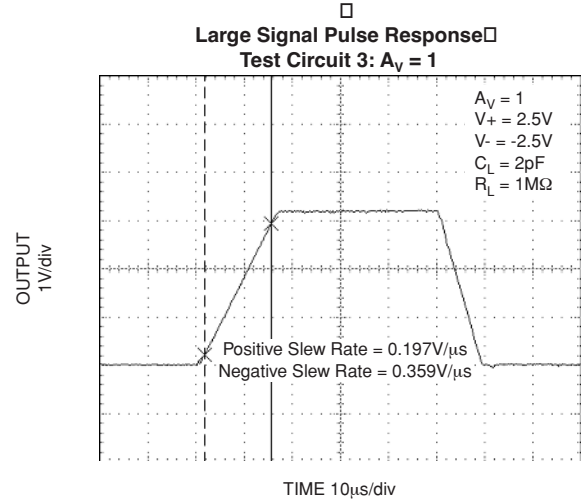 Large Signal Pulse Response
Test Circuit 3: A_V = 1
A_V = 1
V+ = 2.5V
V- = -2.5V
C_L = 2pF
R_L = 1MΩ
OUTPUT
1V/div
Positive Slew Rate = 0.197V/μs
Negative Slew Rate = 0.359V/μs
TIME 10μs/div